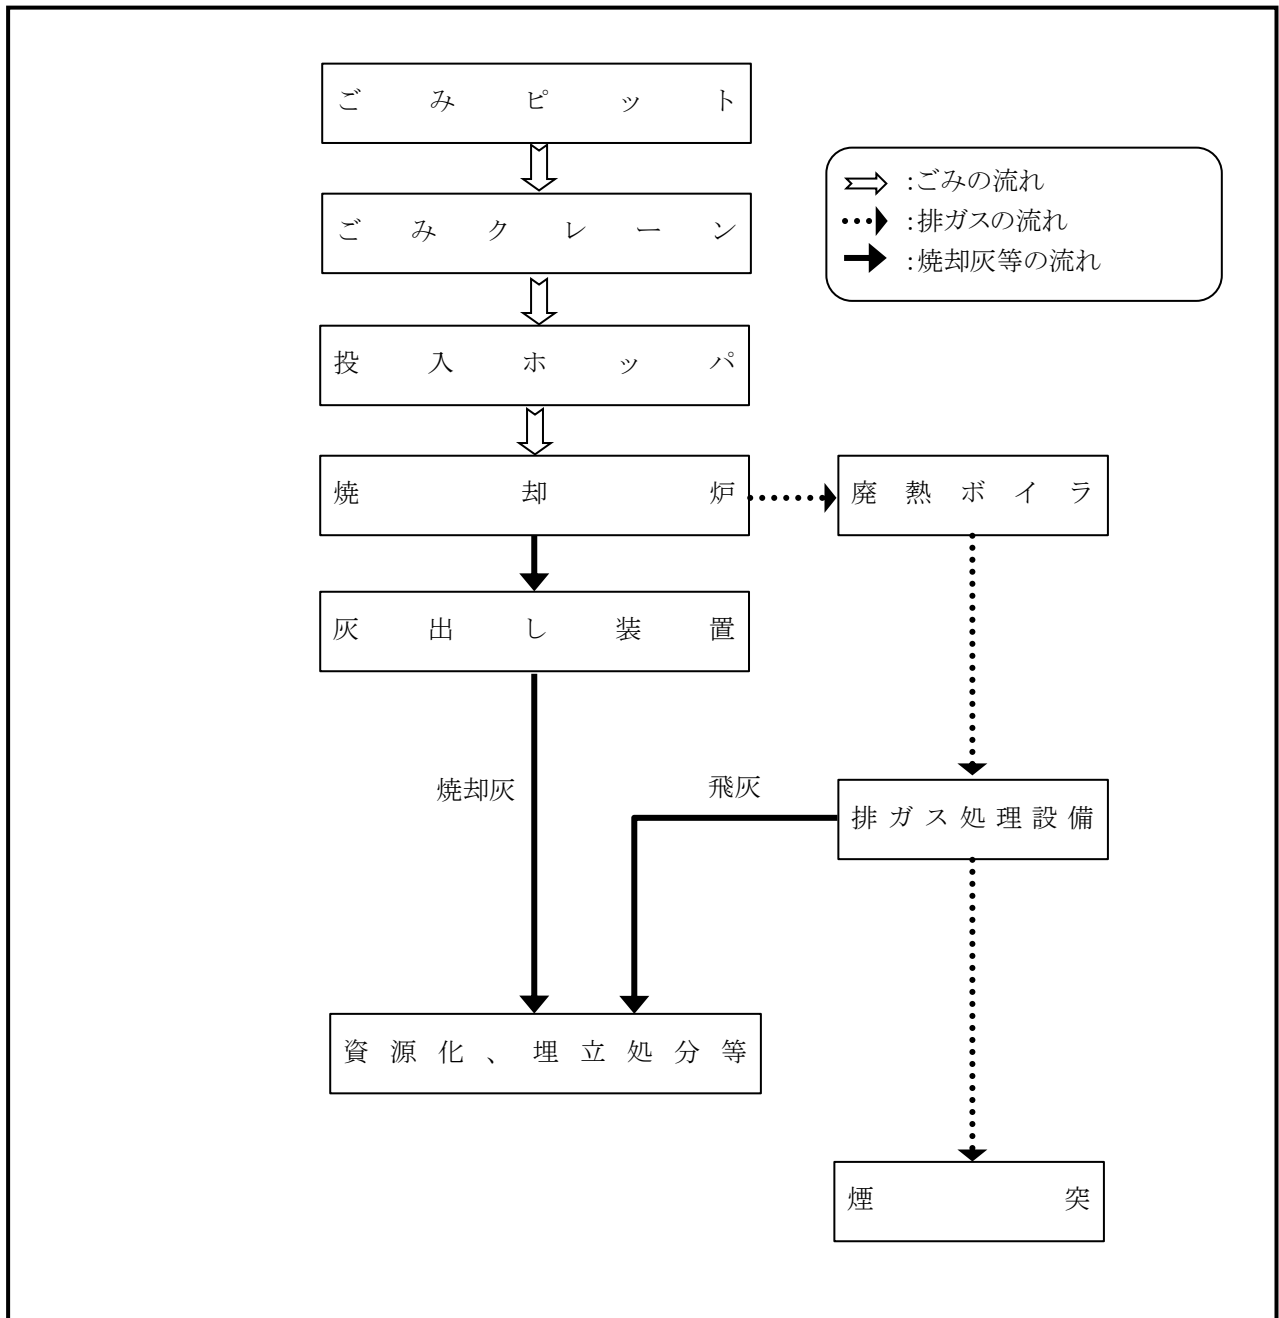 ごみピット
ごみクレーン
投入ホッパ
:ごみの流れ
:排ガスの流れ
:焼却灰等の流れ
焼却炉
廃熱ボイラ
灰出し装置
焼却灰
飛灰
排ガス処理設備
資源化、埋立処分等
煙突